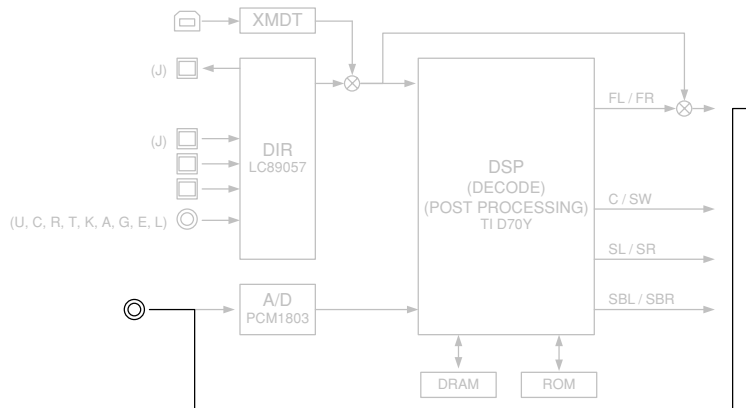 XMDT
(J)
FL / FR
(J)
DIR
LC89057
DSP
(DECODE)
(POST PROCESSING)
TI D70Y
C / SW
(U, C, R, T, K, A, G, E, L)
SL / SR
A/D
PCM1803
SBL / SBR
DRAM
ROM